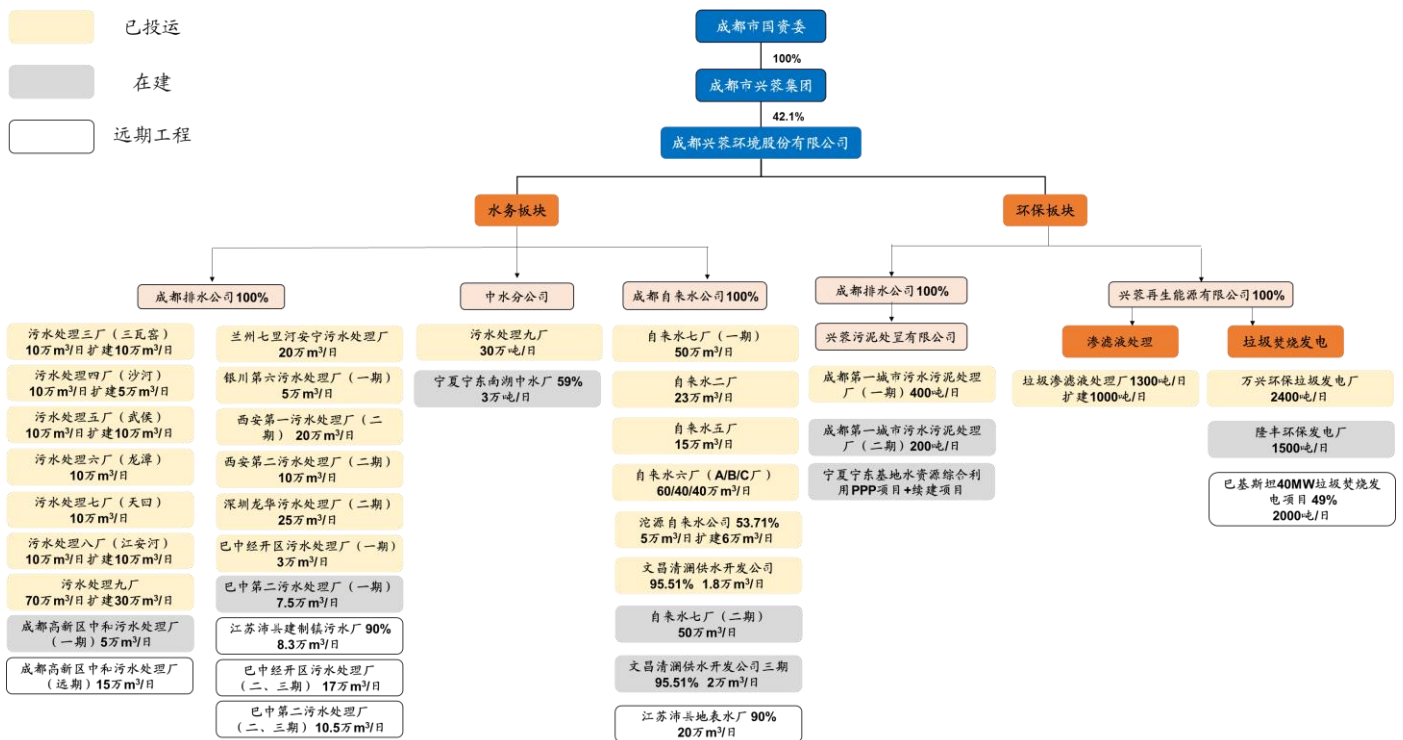 已投运
在建
远期工程
成都市国资委
100%
成都市兴蓉集团
42.1%
成都兴蓉环境股份有限公司
水务板块
环保板块
成都排水公司100%
中水分公司
成都自来水公司100%
成都排水公司100%
兴蓉再生能源有限公司100%
污水处理三厂（三瓦窑）
10万m³/日扩建10万m³/日
污水处理四厂（沙河）
10万m³/日扩建5万m³/日
污水处理五厂（武侯）
10万m³/日扩建10万m³/日
污水处理六厂（龙潭）
10万m³/日
污水处理七厂（天回）
10万m³/日
污水处理八厂（江安河）
10万m³/日扩建10万m³/日
污水处理九厂
70万m³/日扩建30万m³/日
成都高新区中和污水处理厂
（一期）5万m³/日
成都高新区中和污水处理厂
（远期）15万m³/日
兰州七里河安宁污水处理厂
20万m³/日
银川第六污水处理厂（一期）
5万m³/日
西安第一污水处理厂（二
期） 20万m³/日
西安第二污水处理厂（二期）
10万m³/日
深圳龙华污水处理厂（二期）
25万m³/日
巴中经开区污水处理厂（一期）
3万m³/日
巴中第二污水处理厂（一期）
7.5万m³/日
江苏沛县建制镇污水厂 90%
8.3万m³/日
巴中经开区污水处理厂
（二、三期） 17万m³/日
巴中第二污水处理厂
（二、三期）10.5万m³/日
污水处理九厂
30万吨/日
宁夏宁东南湖中水厂 59%
3万吨/日
自来水七厂（一期）
50万m³/日
自来水二厂
23万m³/日
自来水五厂
15万m³/日
自来水六厂（A/B/C厂）
60/40/40万m³/日
沱源自来水公司 53.71%
5万m³/日扩建6万m³/日
文昌清澜供水开发公司
95.51% 1.8万m³/日
自来水七厂（二期）
50万m³/日
文昌清澜供水开发公司三期
95.51% 2万m³/日
江苏沛县地表水厂 90%
20万m³/日
兴蓉污泥处置有限公司
成都第一城市污水污泥处理
厂（一期）400吨/日
成都第一城市污水污泥处理
厂（二期）200吨/日
宁夏宁东基地水资源综合利
用PPP项目+续建项目
渗滤液处理
垃圾焚烧发电
垃圾渗滤液处理厂1300吨/日
扩建1000吨/日
万兴环保垃圾发电厂
2400吨/日
隆丰环保发电厂
1500吨/日
巴基斯坦40MW垃圾焚烧发
电项目 49%
2000吨/日